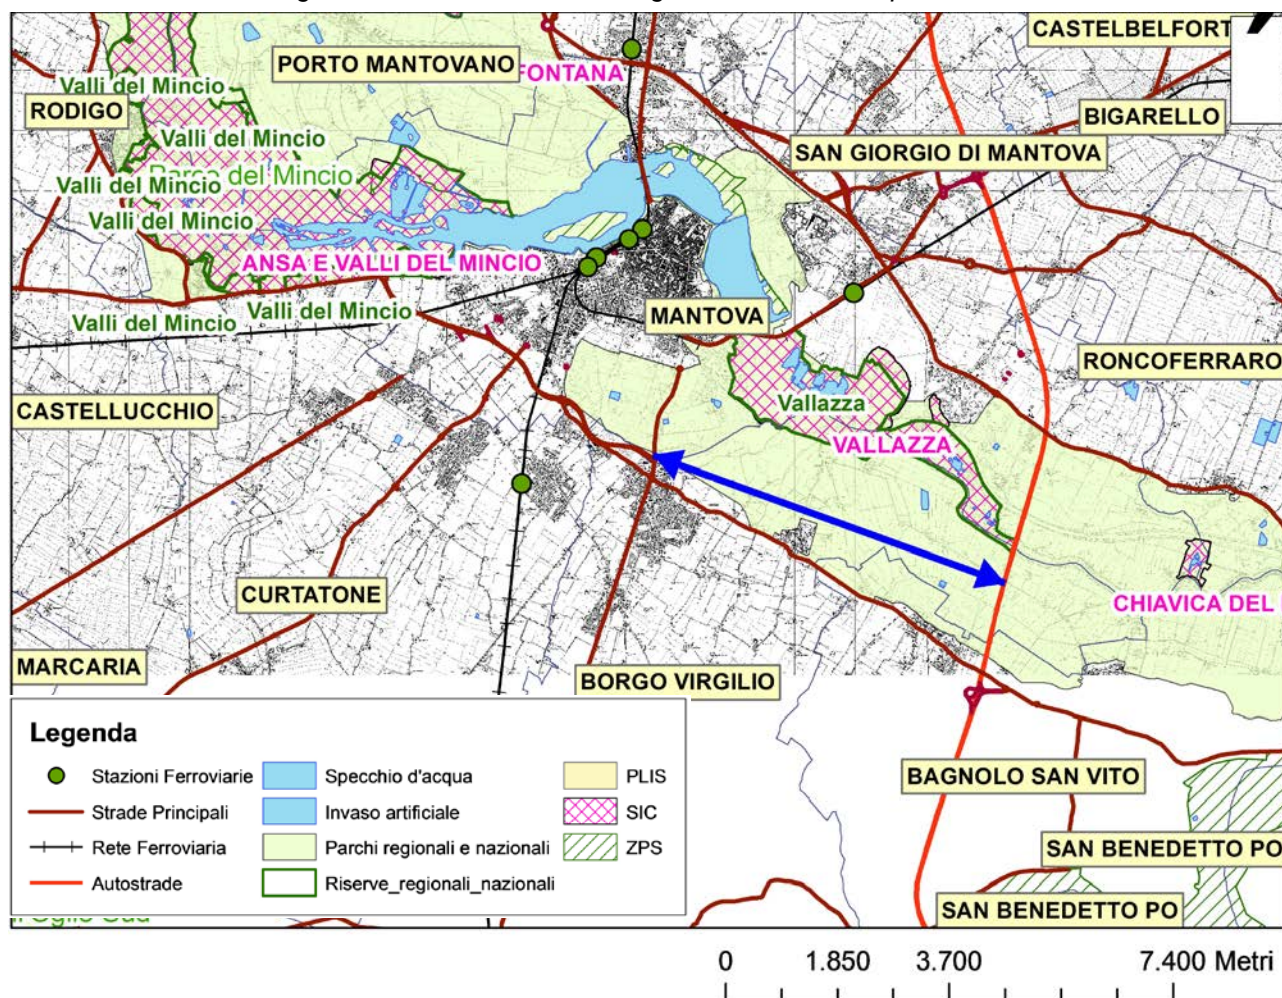 CASTELBELFORT
PORTO MANTOVANO
FONTANA
Valli del Mincio
RODIGO
BIGARELLO
Valli del Mincio
SAN GIORGIO DI MANTOVA
Parco del Mincio
Valli del Mincio
Valli del Mincio
ANSA E VALLI DEL MINCIO
Valli del Mincio
Valli del Mincio
MANTOVA
RONCOFERRARO
CASTELLUCCHIO
Vallazza
VALLAZZA
CURTATONE
CHIAVICA DEL
MARCARIA
BORGO VIRGILIO
Legenda
Stazioni Ferroviarie
Specchio d'acqua
PLIS
Strade Principali
Invaso artificiale
SIC
Rete Ferroviaria
Parchi regionali e nazionali
ZPS
Autostrade
Riserve_regionali_nazionali
BAGNOLO SAN VITO
SAN BENEDETTO PO
SAN BENEDETTO PO
Oglio Sud
0 1.850 3.700 7.400 Metri